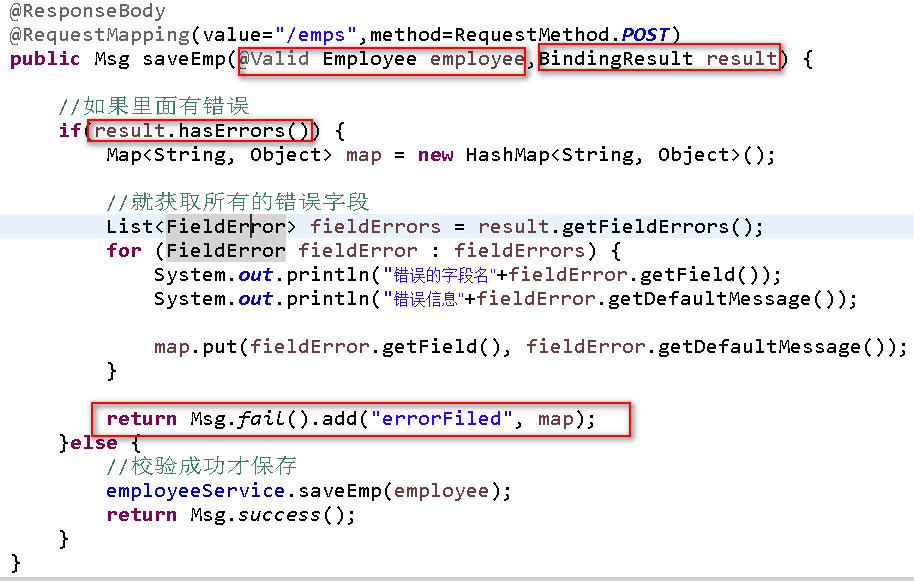 @ResponseBody
@RequestMapping(value="/emps",method=RequestMethod.POST)
public Msg saveEmp(@Valid Employee employee,BindingResult result) {
//如果里面有错误
if(result.hasErrors()) {
Map<String, Object> map = new HashMap<String, Object>();
//就获取所有的错误字段
List<FieldError> fieldErrors = result.getFieldErrors();
for (FieldError fieldError : fieldErrors) {
System.out.println("错误的字段名"+fieldError.getField());
System.out.println("错误信息"+fieldError.getDefaultMessage());
map.put(fieldError.getField(), fieldError.getDefaultMessage());
}
return Msg.fail().add("errorFiled", map);
}else {
//校验成功才保存
employeeService.saveEmp(employee);
return Msg.success();
}
}